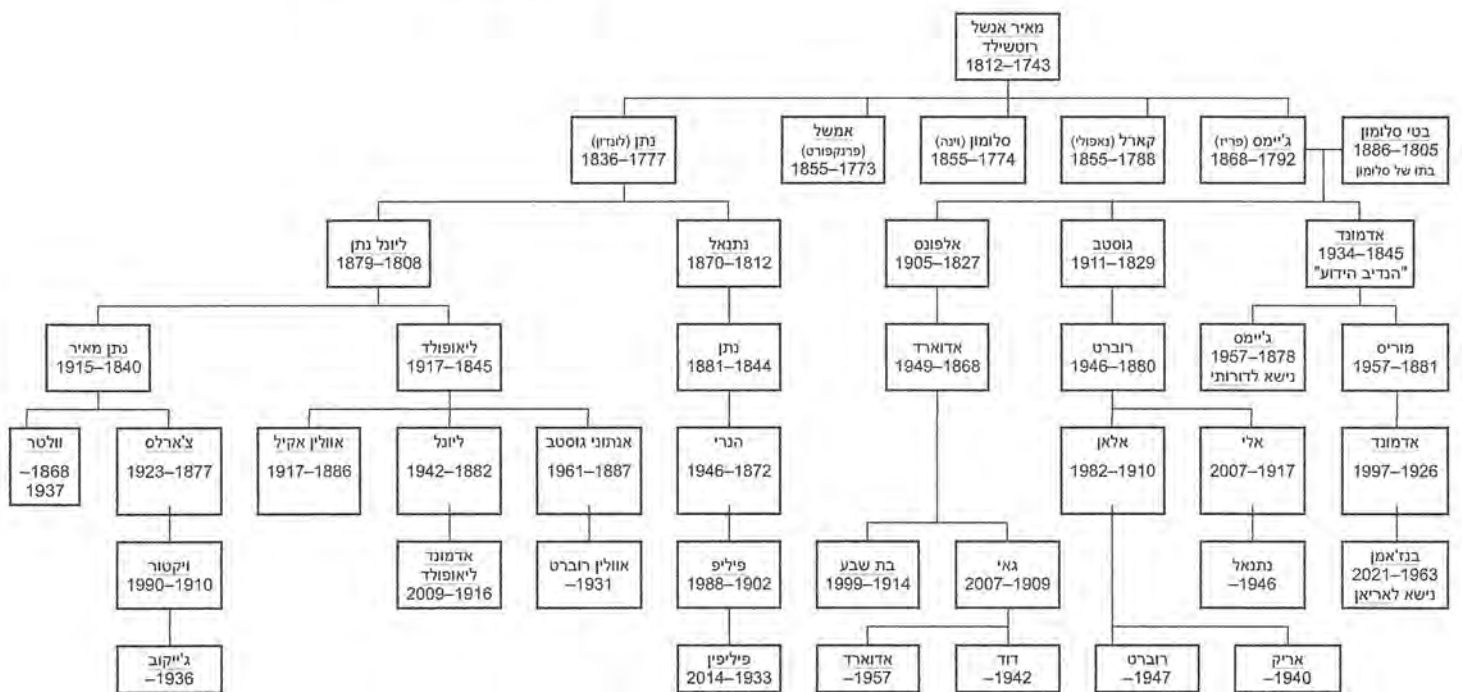 מאיר אנשל
רוטשילד
1812–1743
בטי סלומון
1886–1805
בתו של סלומון
ג'יימס (פריז)
1868–1792
קארל (נאפולי)
1855–1788
סלומון (וינה)
1855–1774
אמשל
(פרנקפורט)
1855–1773
נתן (לונדון)
1836–1777
אדמונד
1934–1845
"הנדיב הידוע"
גוסטב
1911–1829
אלפונס
1905–1827
נתנאל
1870–1812
ליונל נתן
1879–1808
מוריס
1957–1881
ג'יימס
1957–1878
נישא לדורותי
רוברט
1946–1880
אדוארד
1949–1868
נתן
1881–1844
ליאופולד
1917–1845
נתן מאיר
1915–1840
אדמונד
1997–1926
אלי
2007–1917
אלאן
1982–1910
הנרי
1946–1872
אנתוני גוסטב
1961–1887
ליונל
1942–1882
אוולין אקיל
1917–1886
צ'ארלס
1923–1877
וולטר
–1868
1937
בנז'אמן
2021–1963
נישא לאריאן
נתנאל
–1946
גאי
2007–1909
בת שבע
1999–1914
פיליפ
1988–1902
אוולין רוברט
–1931
אדמונד
ליאופולד
2009–1916
ויקטור
1990–1910
אריק
–1940
רוברט
–1947
דוד
–1942
אדוארד
–1957
פיליפין
2014–1933
ג'ייקוב
–1936